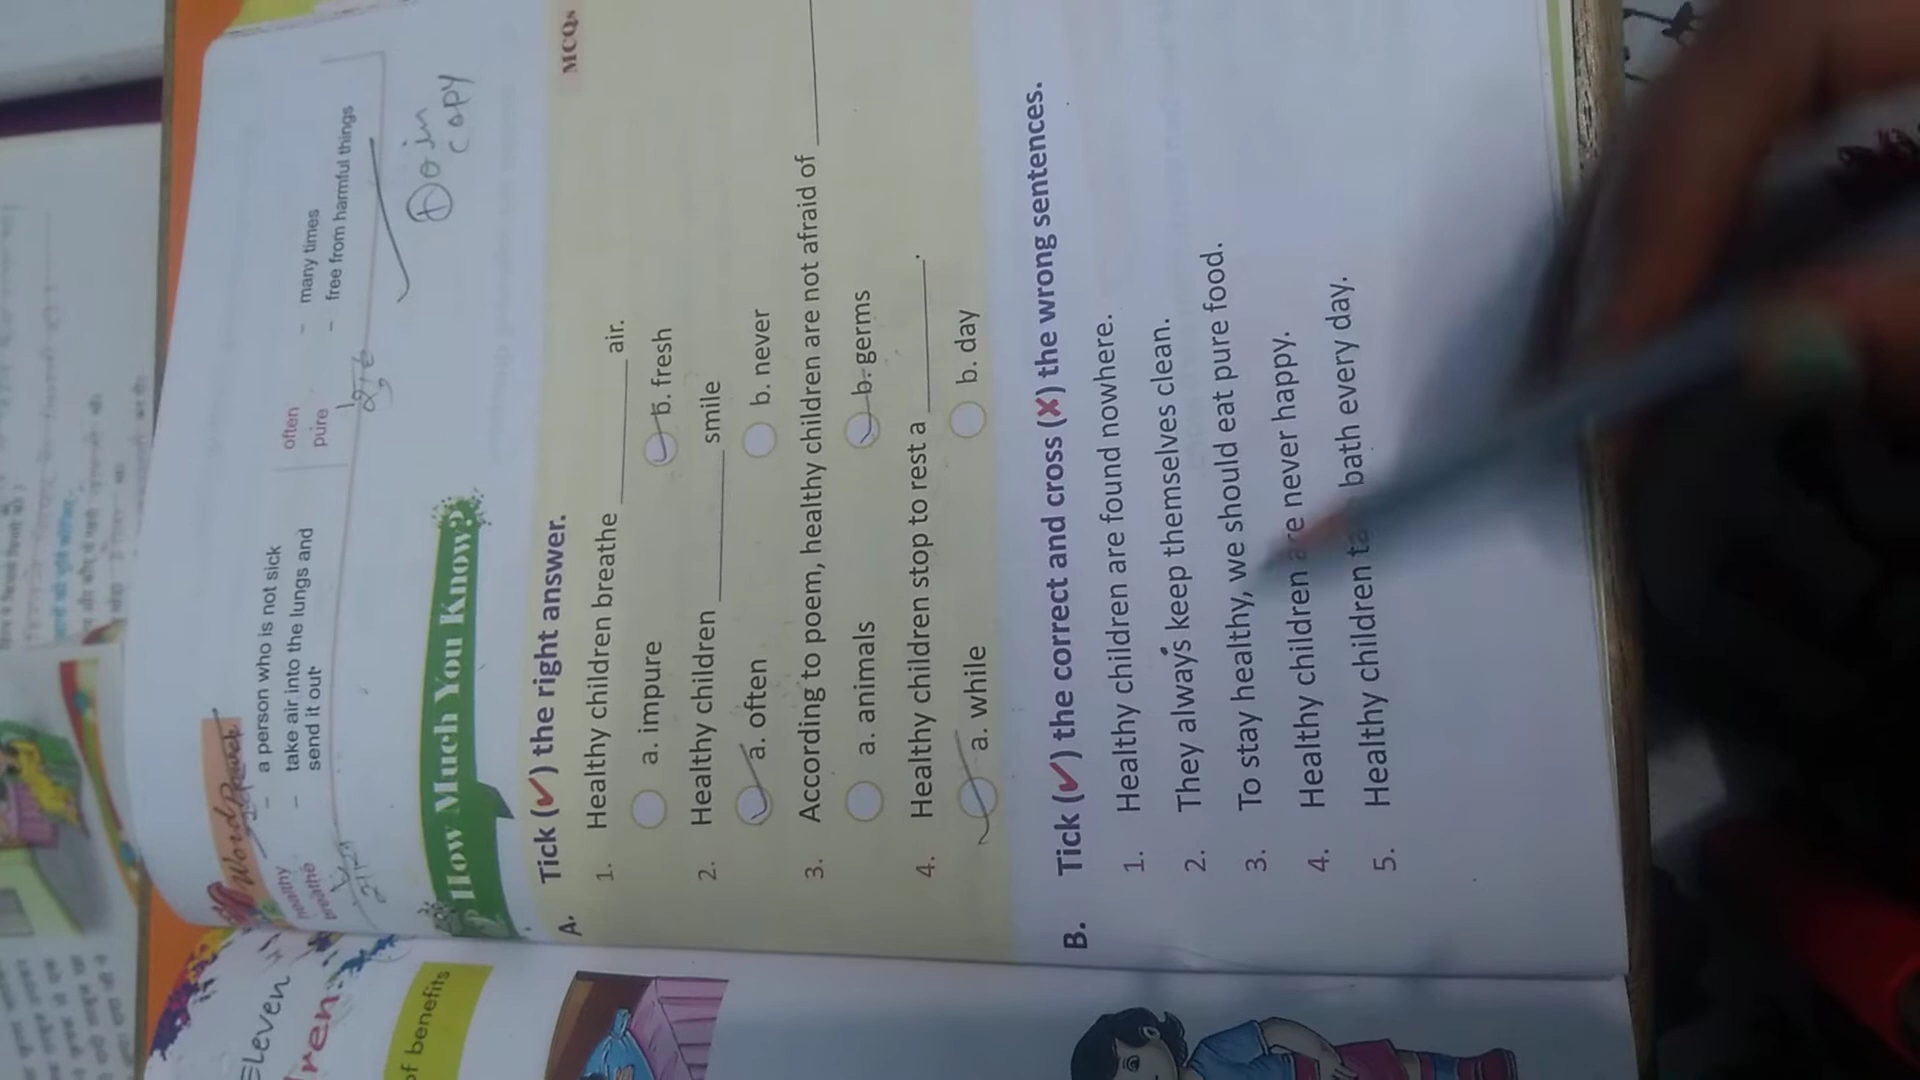 Word Power
healthy – a person who is not sick
breathe – take air into the lungs and
send it out
often – many times
pure – free from harmful things
Do in
copy
How Much You Know?
MCQs
A. Tick (✓) the right answer.
1. Healthy children breathe ________ air.
a. impure b. fresh
2. Healthy children ________ smile
a. often b. never
3. According to poem, healthy children are not afraid of ________
a. animals b. germs
4. Healthy children stop to rest a ________.
a. while b. day
B. Tick (✓) the correct and cross (✗) the wrong sentences.
1. Healthy children are found nowhere.
2. They always keep themselves clean.
3. To stay healthy, we should eat pure food.
4. Healthy children are never happy.
5. Healthy children bath every day.
Eleven
ren
of benefits